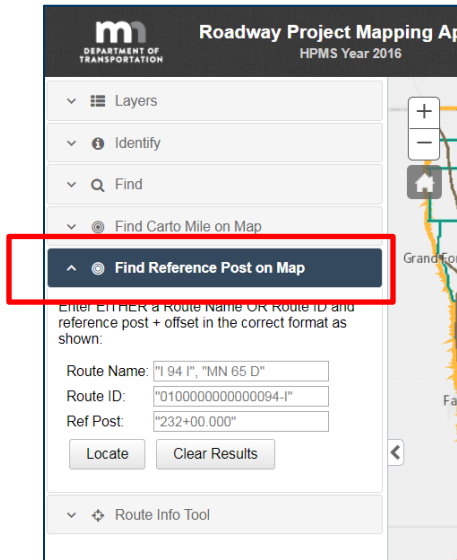 Roadway Project Mapping Ap
DEPARTMENT OF
TRANSPORTATION
HPMS Year 2016
Layers
Identify
Find
Find Carto Mile on Map
Find Reference Post on Map
Enter EITHER a Route Name OR Route ID and
reference post + offset in the correct format as
shown:
Route Name: "I 94 I", "MN 65 D"
Route ID: "0100000000000094-I"
Ref Post: "232+00.000"
Locate Clear Results
Route Info Tool
+
−
Grand For
Fa